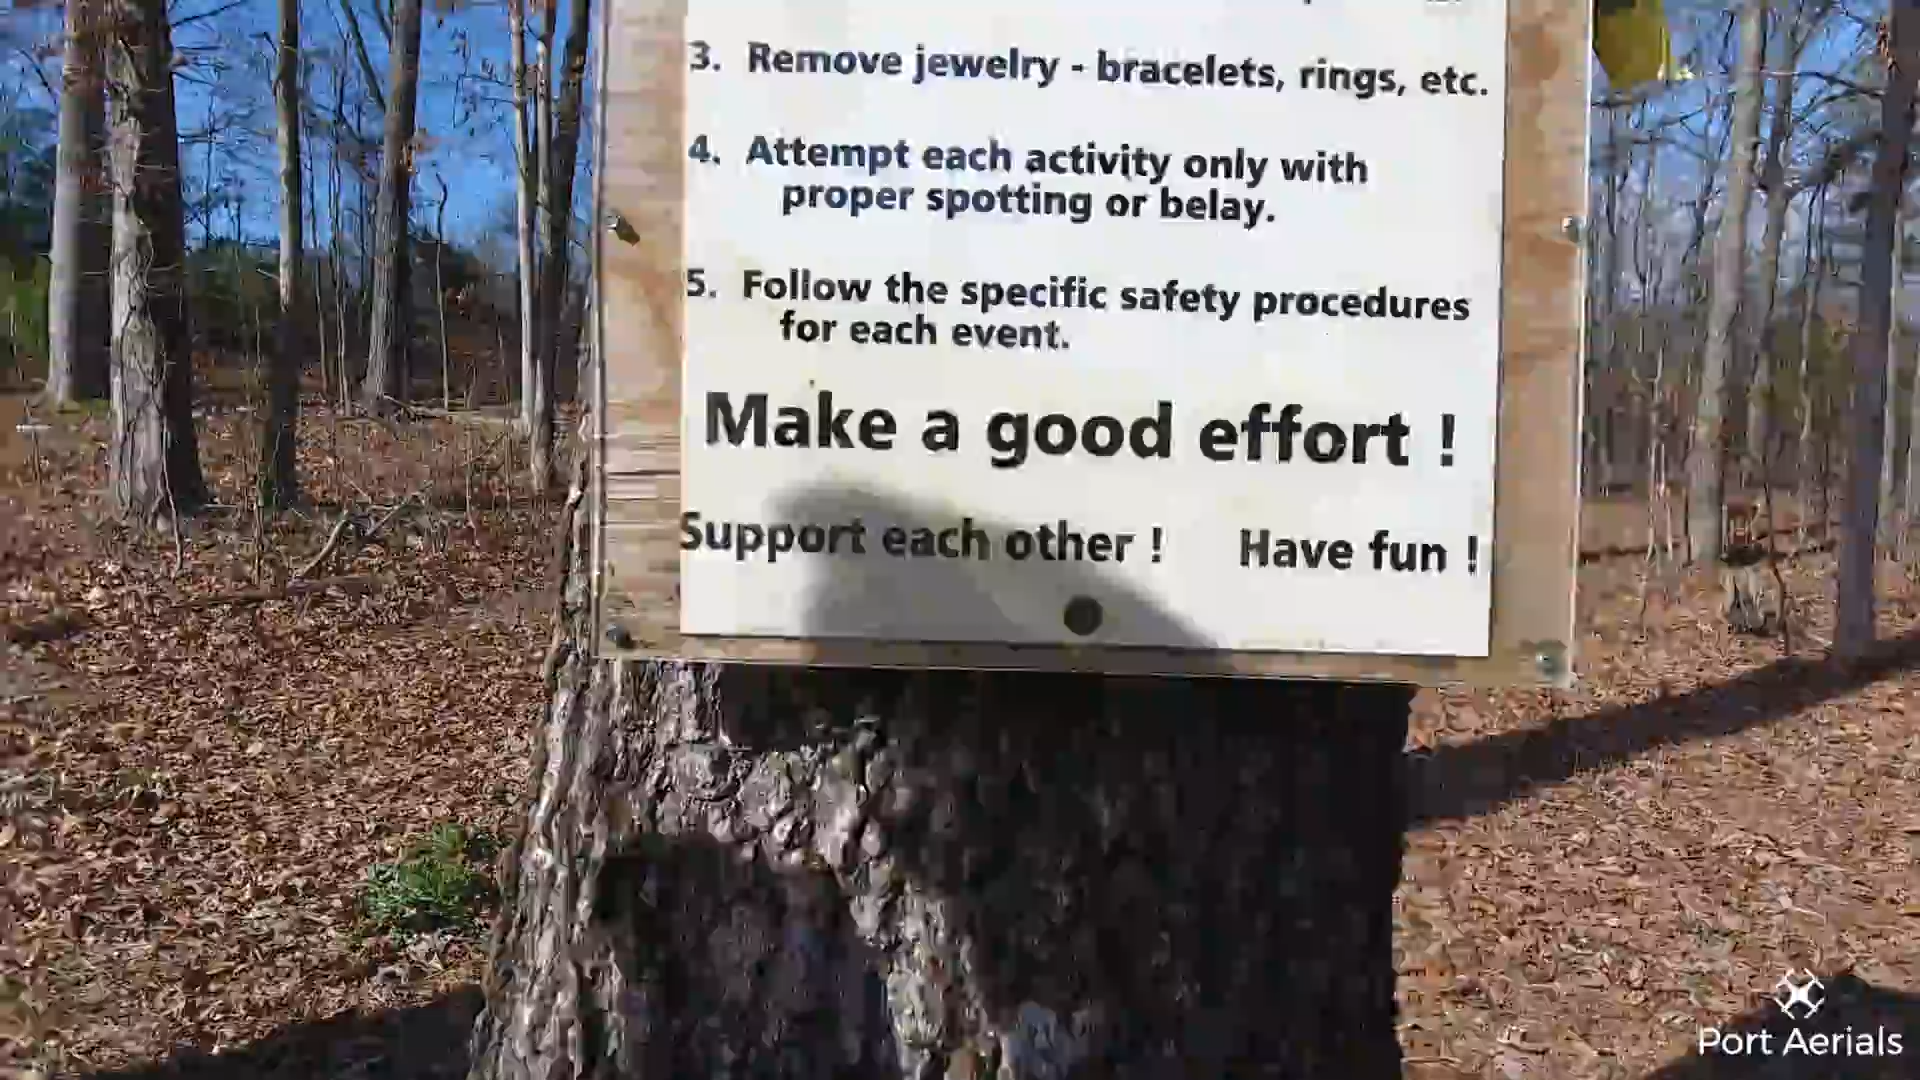 3. Remove jewelry - bracelets, rings, etc.
4. Attempt each activity only with
proper spotting or belay.
5. Follow the specific safety procedures
for each event.
Make a good effort !
Support each other ! Have fun !
Port Aerials